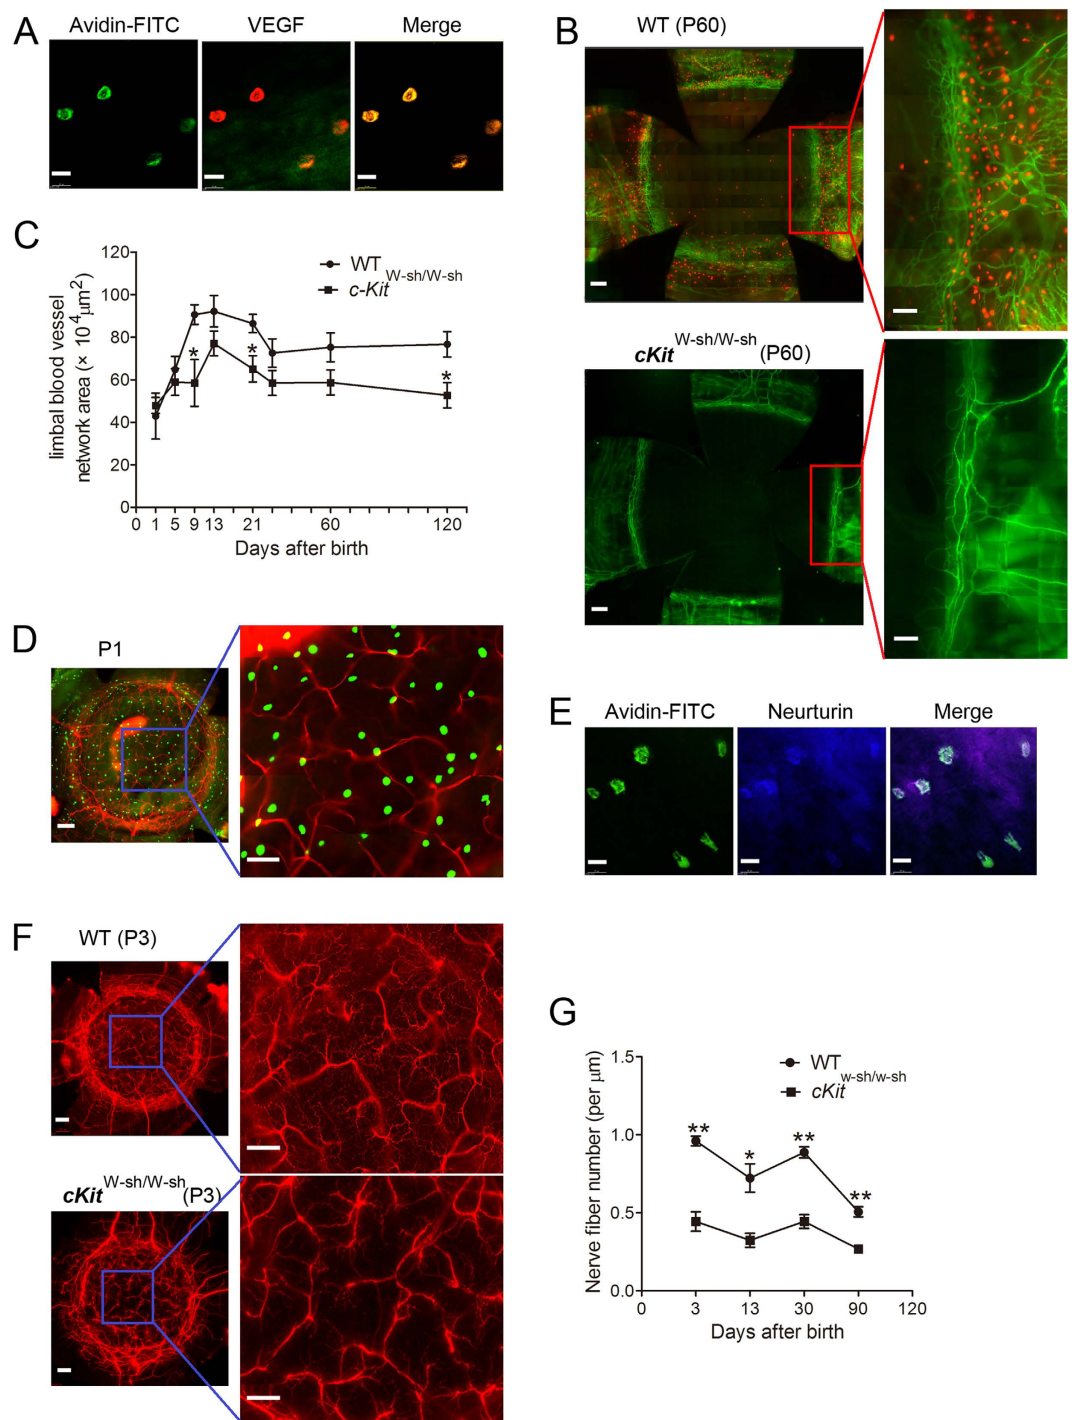 A
Avidin-FITC VEGF Merge
B
WT (P60)
cKit W-sh/W-sh (P60)
C
120
100
80
60
40
20
0
limbal blood vessel
network area (× 10⁴μm²)
WT
c-Kit W-sh/W-sh
*
*
*
0 1 5 9 13 21 60 120
Days after birth
D
P1
E
Avidin-FITC Neurturin Merge
F
WT (P3)
cKit W-sh/W-sh (P3)
G
1.5
1.0
0.5
0.0
Nerve fiber number (per μm)
WT
cKit w-sh/w-sh
**
*
**
**
0 3 13 30 90 120
Days after birth